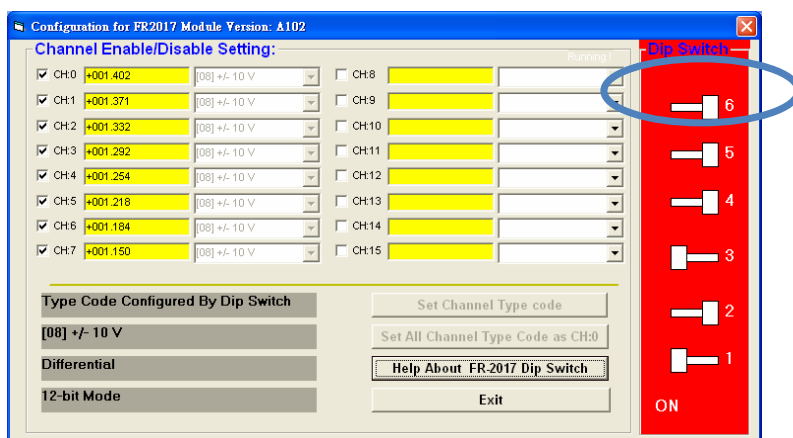 Configuration for FR2017 Module Version: A102
Channel Enable/Disable Setting:
Running !
Dip Switch
CH:0 +001.402 [08] +/- 10 V CH:8
CH:1 +001.371 [08] +/- 10 V CH:9
CH:2 +001.332 [08] +/- 10 V CH:10
CH:3 +001.292 [08] +/- 10 V CH:11
CH:4 +001.254 [08] +/- 10 V CH:12
CH:5 +001.218 [08] +/- 10 V CH:13
CH:6 +001.184 [08] +/- 10 V CH:14
CH:7 +001.150 [08] +/- 10 V CH:15
Type Code Configured By Dip Switch
[08] +/- 10 V
Differential
12-bit Mode
Set Channel Type code
Set All Channel Type Code as CH:0
Help About FR-2017 Dip Switch
Exit
6
5
4
3
2
1
ON